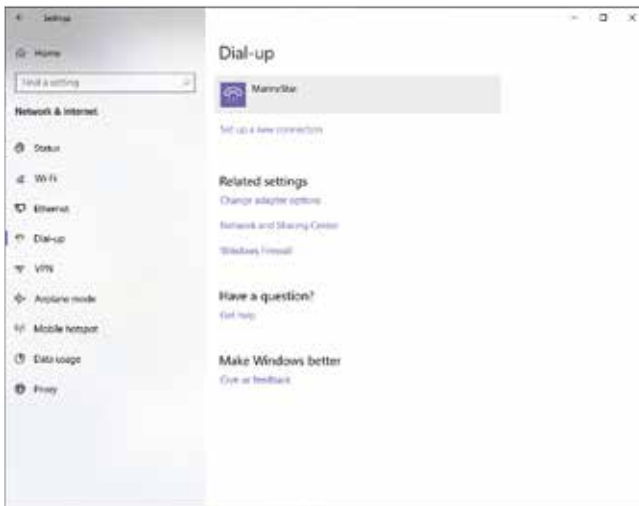 Settings
Home
Find a setting
Network & Internet
Status
Wi-Fi
Ethernet
Dial-up
VPN
Airplane mode
Mobile hotspot
Data usage
Proxy
Dial-up
Set up a new connection
Related settings
Change adapter options
Network and Sharing Center
Windows Firewall
Have a question?
Get help
Make Windows better
Give us feedback